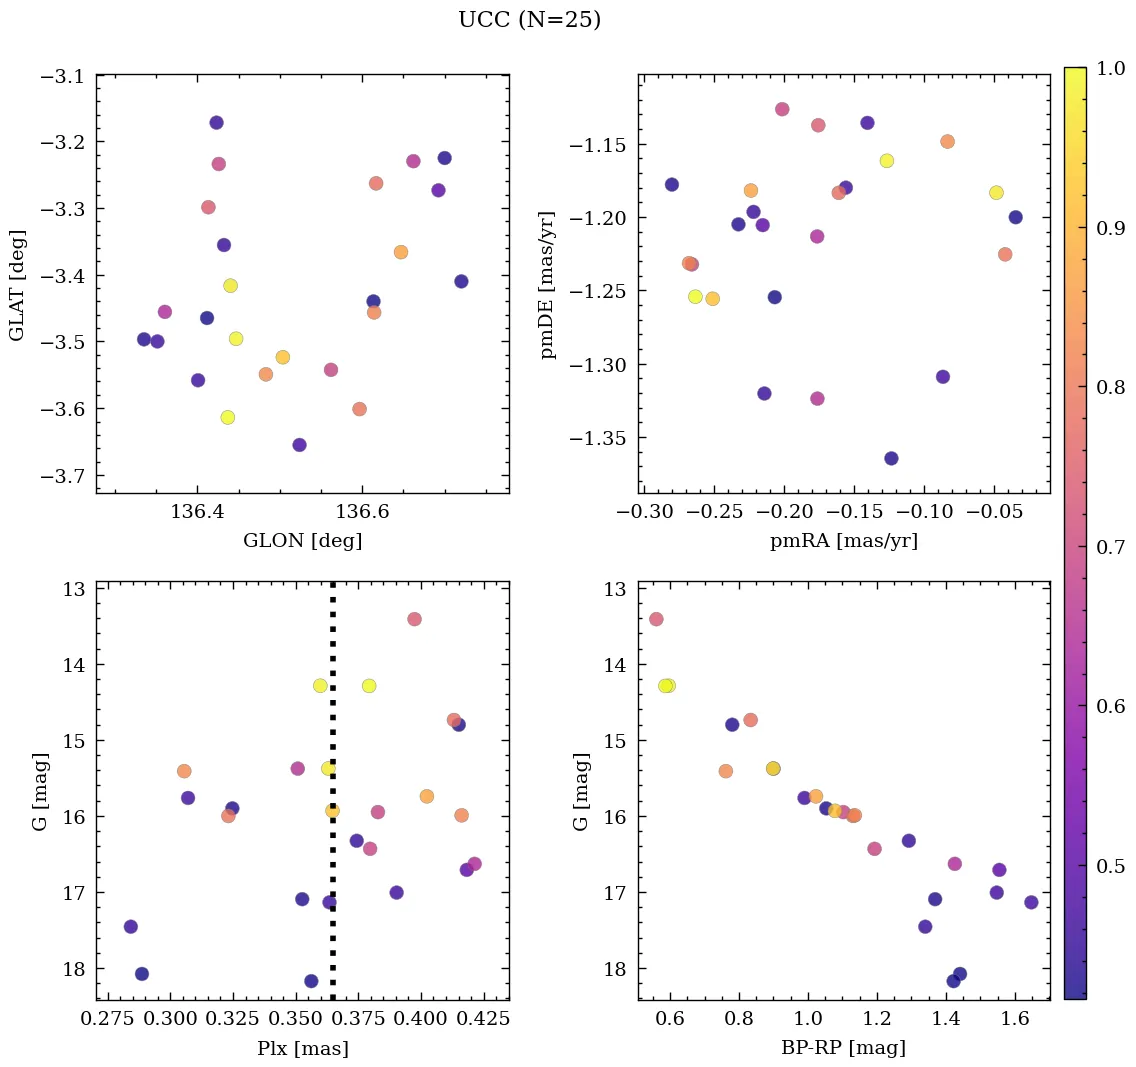 UCC (N=25)
−3.1
−3.2
−3.3
−3.4
−3.5
−3.6
−3.7
GLAT [deg]
136.4 136.6
GLON [deg]
−1.15
−1.20
−1.25
−1.30
−1.35
pmDE [mas/yr]
−0.30 −0.25 −0.20 −0.15 −0.10 −0.05
pmRA [mas/yr]
13
14
15
16
17
18
G [mag]
0.275 0.300 0.325 0.350 0.375 0.400 0.425
Plx [mas]
13
14
15
16
17
18
G [mag]
0.6 0.8 1.0 1.2 1.4 1.6
BP-RP [mag]
1.0
0.9
0.8
0.7
0.6
0.5